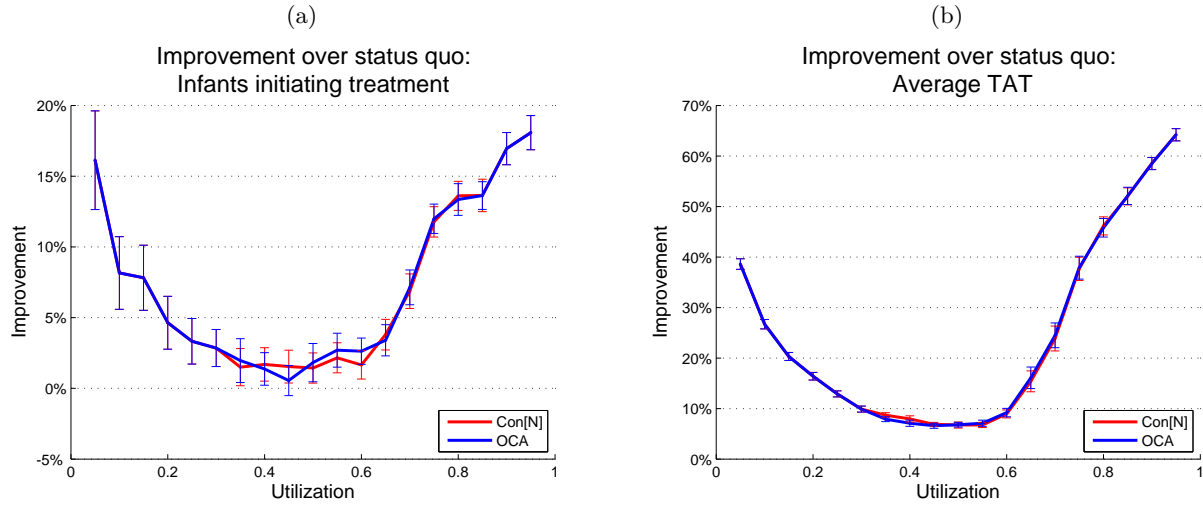 (a)
Improvement over status quo:
Infants initiating treatment
20%
15%
10%
5%
0%
-5%
Improvement
0
0.2
0.4
0.6
0.8
1
Utilization
Con[N]
OCA
(b)
Improvement over status quo:
Average TAT
70%
60%
50%
40%
30%
20%
10%
0%
Improvement
0
0.2
0.4
0.6
0.8
1
Utilization
Con[N]
OCA